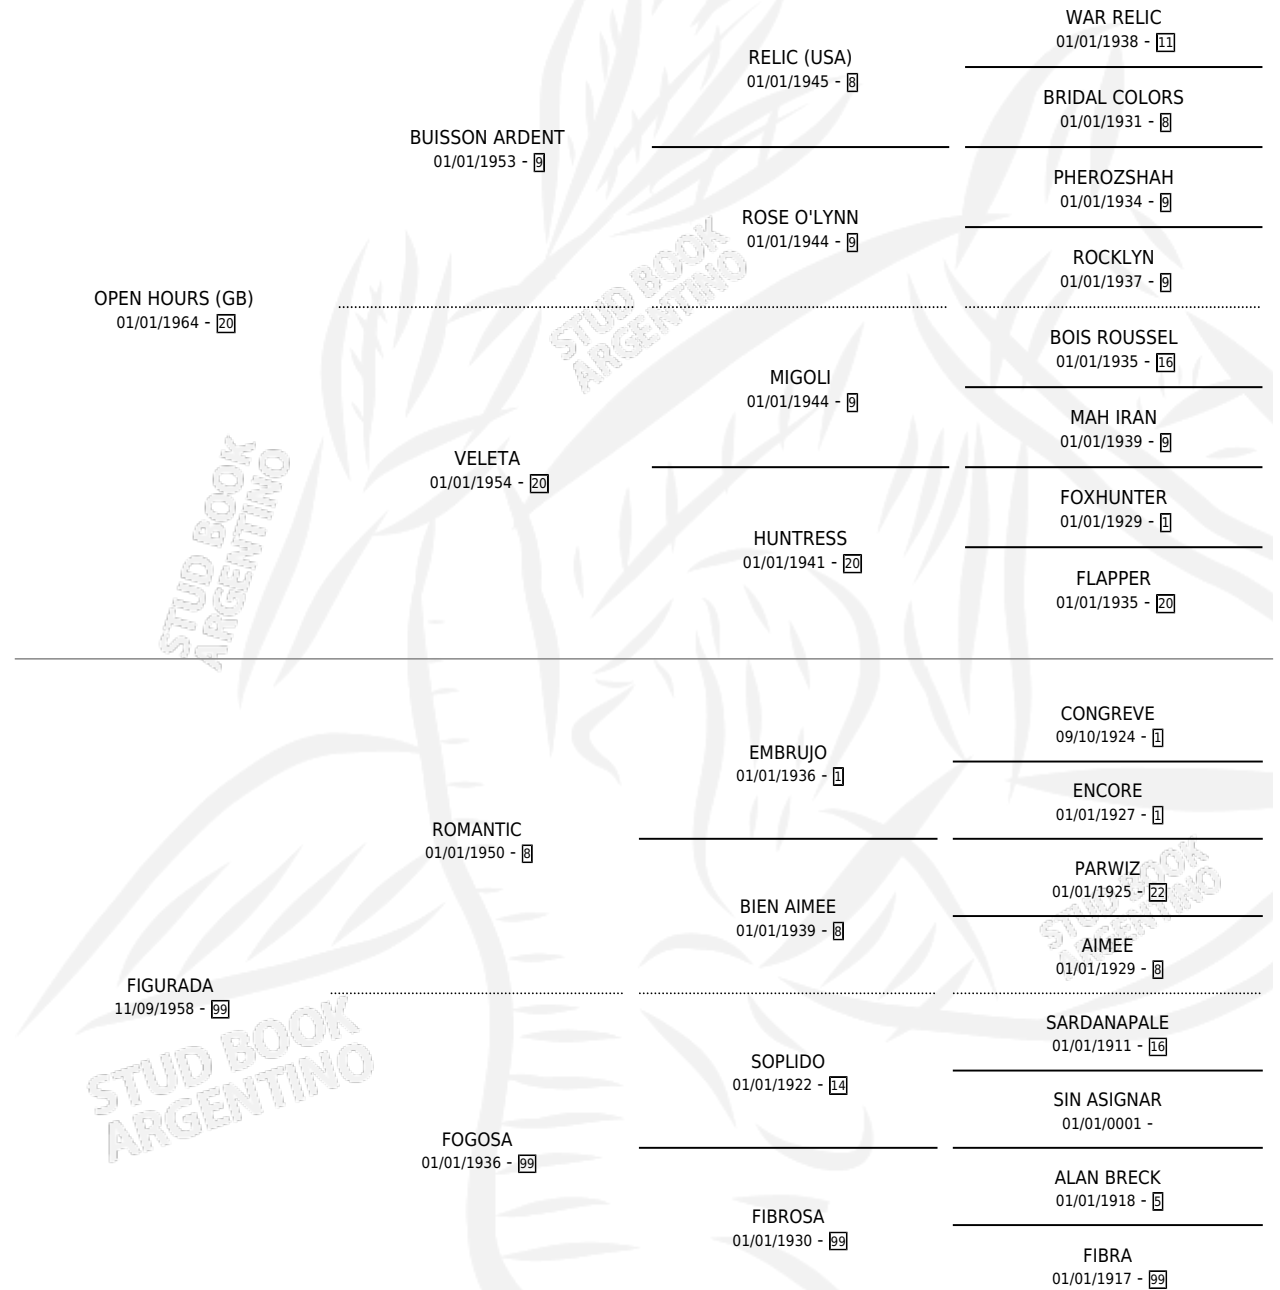 WAR RELIC
01/01/1938 - 11
RELIC (USA)
01/01/1945 - 8
BRIDAL COLORS
01/01/1931 - 8
BUISSON ARDENT
01/01/1953 - 9
PHEROZSHAH
01/01/1934 - 9
ROSE O'LYNN
01/01/1944 - 9
ROCKLYN
01/01/1937 - 9
OPEN HOURS (GB)
01/01/1964 - 20
BOIS ROUSSEL
01/01/1935 - 16
MIGOLI
01/01/1944 - 9
MAH IRAN
01/01/1939 - 9
VELETA
01/01/1954 - 20
FOXHUNTER
01/01/1929 - 1
HUNTRESS
01/01/1941 - 20
FLAPPER
01/01/1935 - 20
CONGREVE
09/10/1924 - 1
EMBRUJO
01/01/1936 - 1
ENCORE
01/01/1927 - 1
ROMANTIC
01/01/1950 - 8
PARWIZ
01/01/1925 - 22
BIEN AIMEE
01/01/1939 - 8
AIMEE
01/01/1929 - 8
FIGURADA
11/09/1958 - 99
SARDANAPALE
01/01/1911 - 16
SOPLIDO
01/01/1922 - 14
SIN ASIGNAR
01/01/0001 -
FOGOSA
01/01/1936 - 99
ALAN BRECK
01/01/1918 - 5
FIBROSA
01/01/1930 - 99
FIBRA
01/01/1917 - 99
STUD BOOK
ARGENTINO
STUD BOOK
ARGENTINO
STUD BOOK
ARGENTINO
STUD BOOK
ARGENTINO